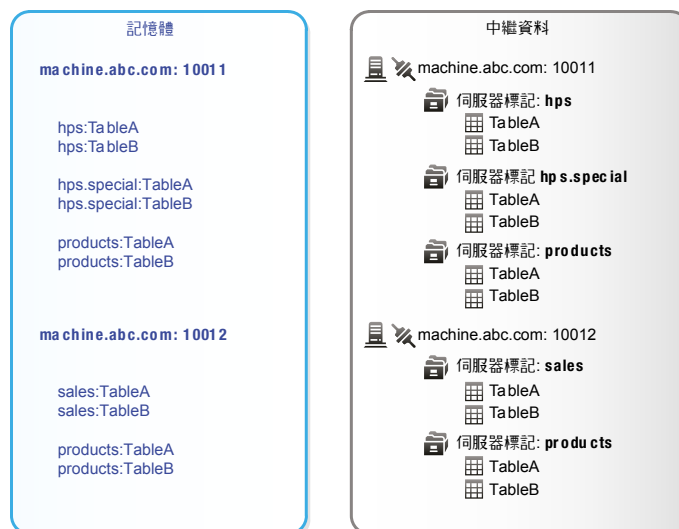 記憶體
machine.abc.com: 10011
hps:TableA
hps:TableB
hps.special:TableA
hps.special:TableB
products:TableA
products:TableB
machine.abc.com: 10012
sales:TableA
sales:TableB
products:TableA
products:TableB
中繼資料
machine.abc.com: 10011
伺服器標記: hps
TableA
TableB
伺服器標記 hps.special
TableA
TableB
伺服器標記: products
TableA
TableB
machine.abc.com: 10012
伺服器標記: sales
TableA
TableB
伺服器標記: products
TableA
TableB